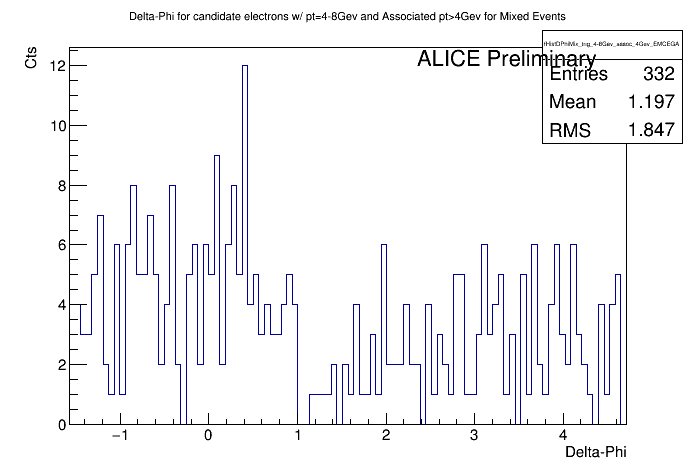 Delta-Phi for candidate electrons w/ pt=4-8Gev and Associated pt>4Gev for Mixed Events
Cts
ALICE Preliminary
fHistDPhiMix_trig_4-8Gev_assoc_4Gev_EMCEGA
Entries 332
Mean 1.197
RMS 1.847
12
10
8
6
4
2
0
−1 0 1 2 3 4
Delta-Phi